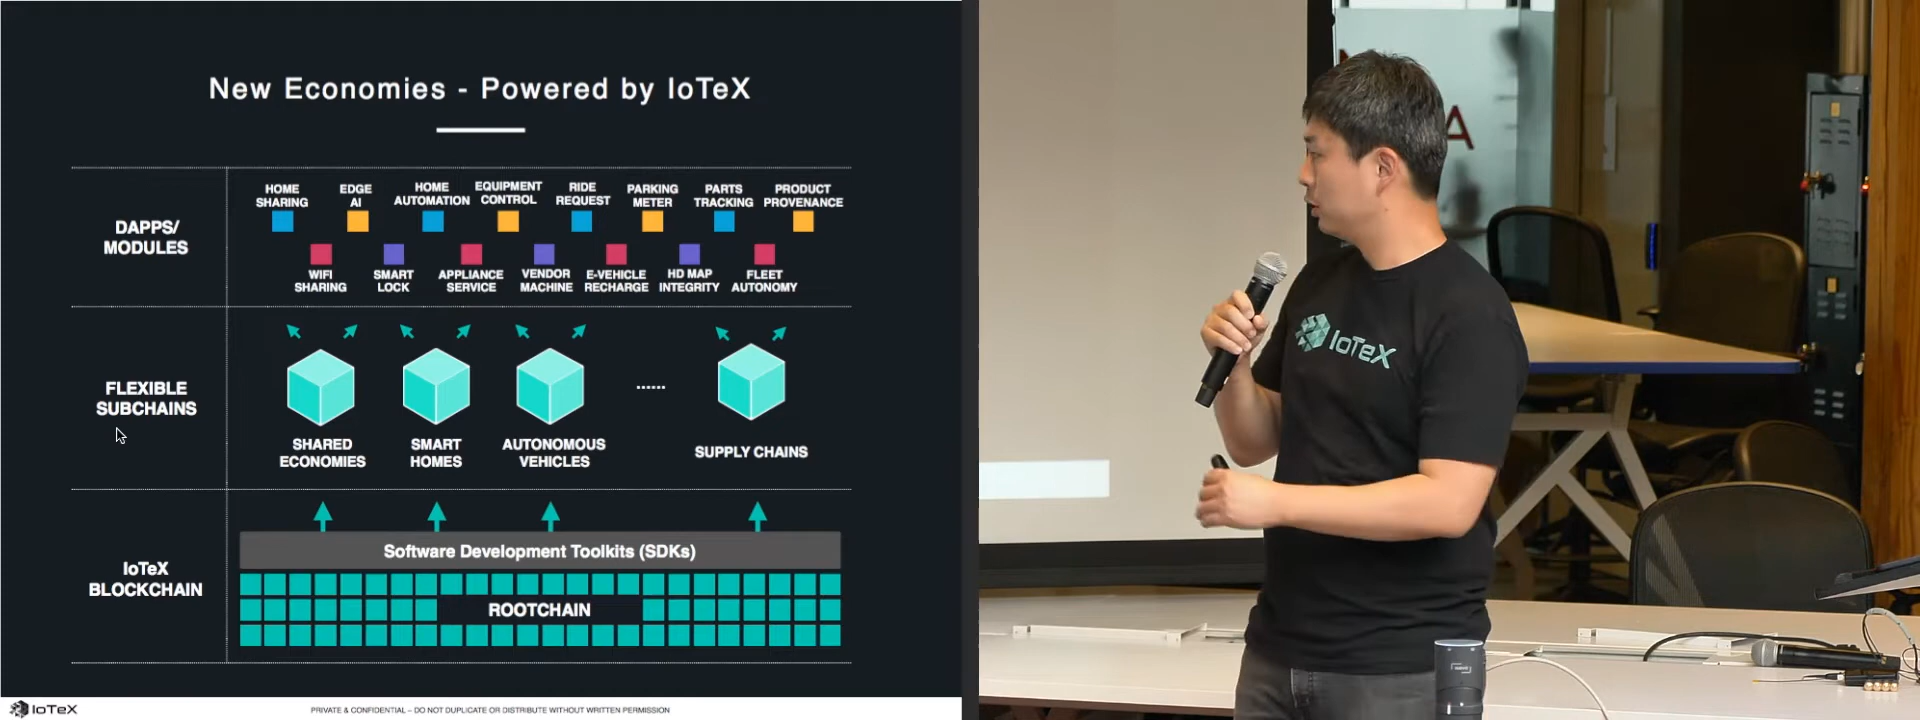 New Economies - Powered by IoTeX
DAPPS/
MODULES
HOME
SHARING
EDGE
AI
HOME
AUTOMATION
EQUIPMENT
CONTROL
RIDE
REQUEST
PARKING
METER
PARTS
TRACKING
PRODUCT
PROVENANCE
WIFI
SHARING
SMART
LOCK
APPLIANCE
SERVICE
VENDOR
MACHINE
E-VEHICLE
RECHARGE
HD MAP
INTEGRITY
FLEET
AUTONOMY
FLEXIBLE
SUBCHAINS
SHARED
ECONOMIES
SMART
HOMES
AUTONOMOUS
VEHICLES
......
SUPPLY CHAINS
IoTeX
BLOCKCHAIN
Software Development Toolkits (SDKs)
ROOTCHAIN
IoTeX
PRIVATE & CONFIDENTIAL – DO NOT DUPLICATE OR DISTRIBUTE WITHOUT WRITTEN PERMISSION
A
IoTeX